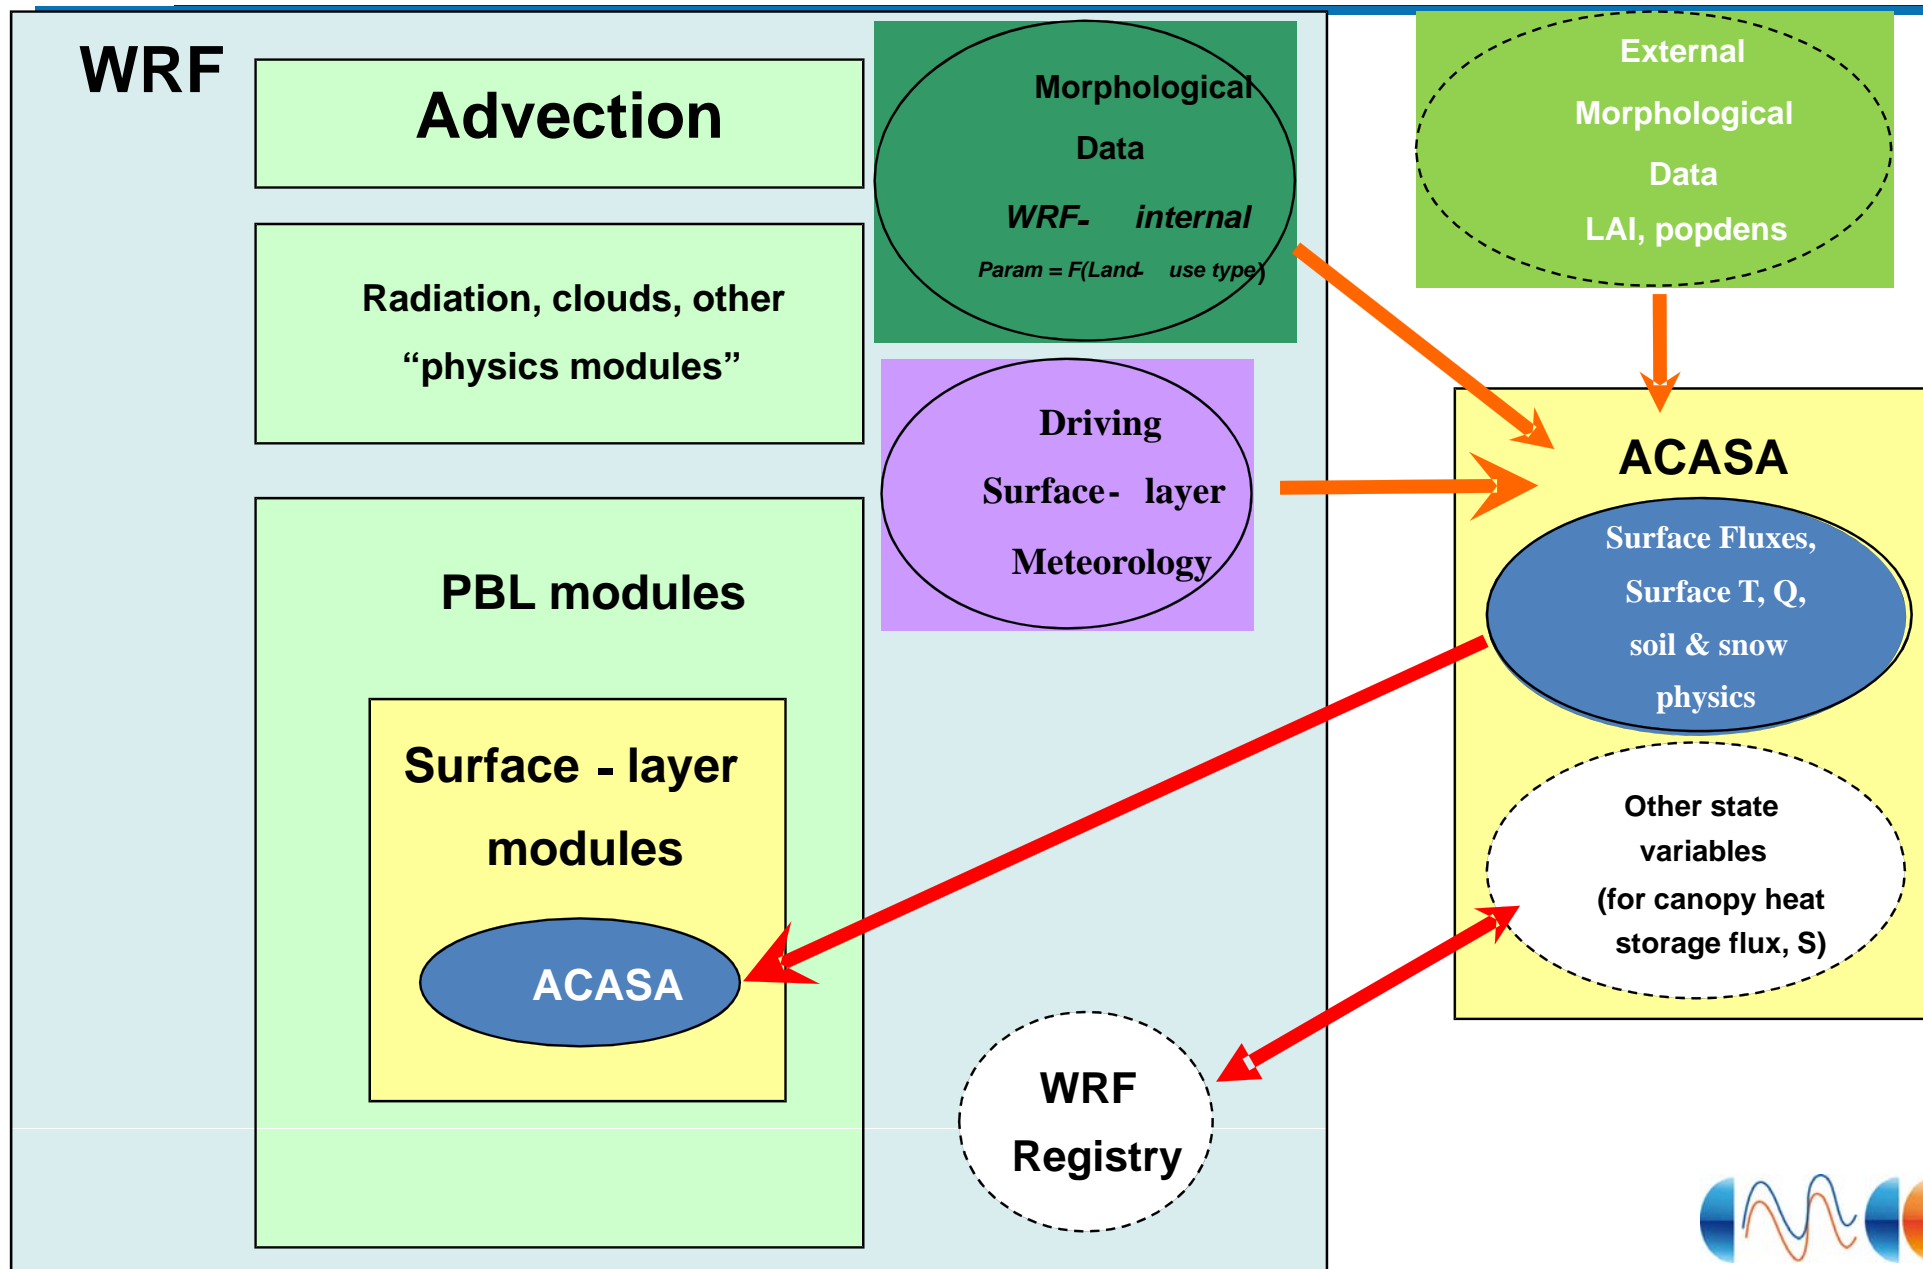 WRF
Advection
Radiation, clouds, other
“physics modules”
PBL modules
Surface - layer
modules
ACASA
Morphological
Data
WRF- internal
Param = F(Land- use type)
Driving
Surface- layer
Meteorology
WRF
Registry
External
Morphological
Data
LAI, popdens
ACASA
Surface Fluxes,
Surface T, Q,
soil & snow
physics
Other state
variables
(for canopy heat
storage flux, S)